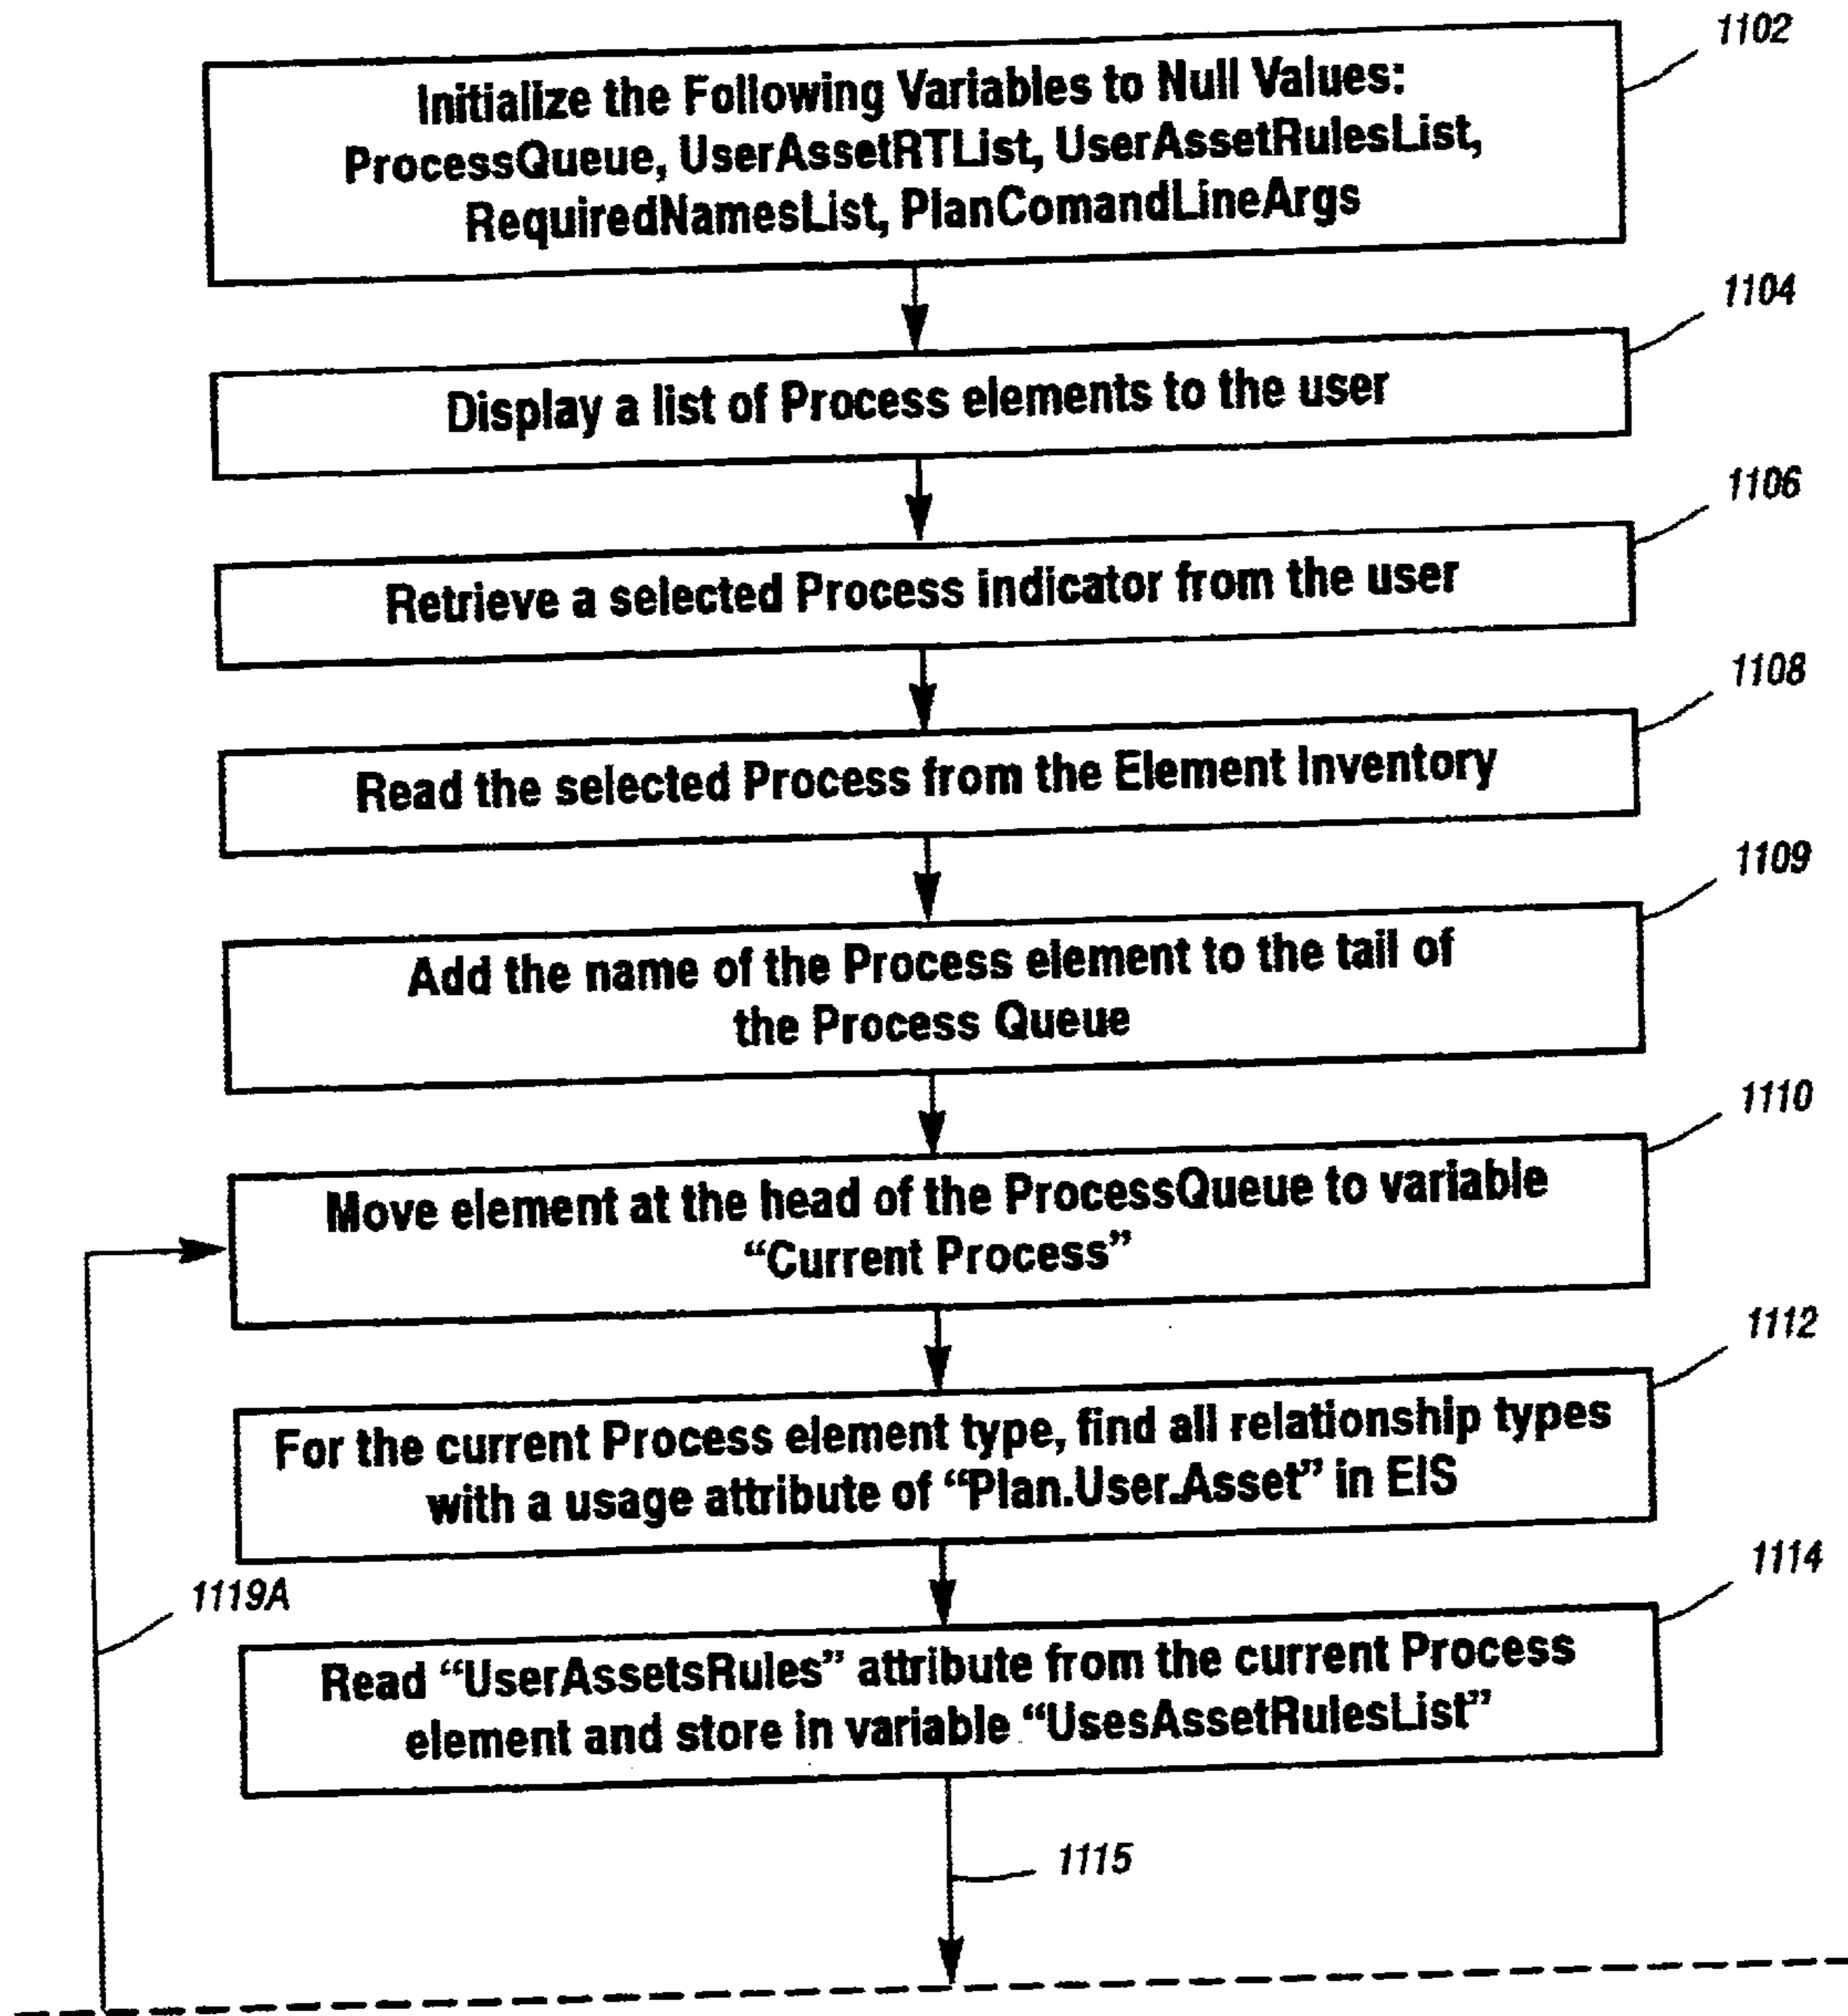 1102
Initialize the Following Variables to Null Values:
ProcessQueue, UserAssetRTList, UserAssetRulesList,
RequiredNamesList, PlanComandLineArgs
1104
Display a list of Process elements to the user
1106
Retrieve a selected Process indicator from the user
1108
Read the selected Process from the Element Inventory
1109
Add the name of the Process element to the tail of
the Process Queue
1110
Move element at the head of the ProcessQueue to variable
“Current Process”
1112
For the current Process element type, find all relationship types
with a usage attribute of “Plan.User.Asset” in EIS
1114
1119A
Read “UserAssetsRules” attribute from the current Process
element and store in variable “UsesAssetRulesList”
1115